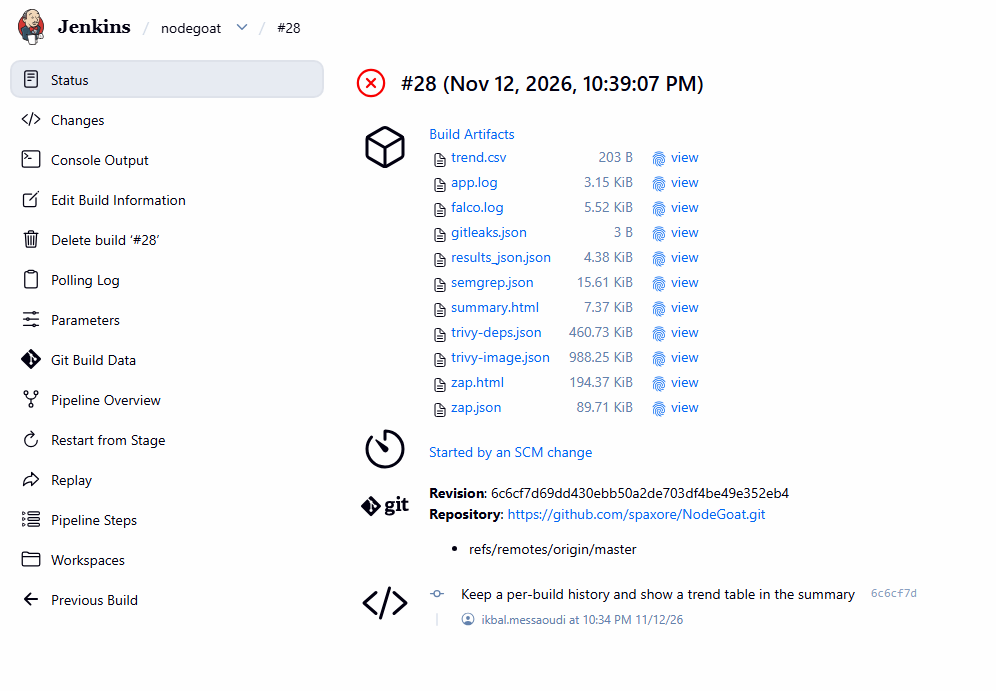 Jenkins / nodegoat / #28
Status
Changes
Console Output
Edit Build Information
Delete build ‘#28’
Polling Log
Parameters
Git Build Data
Pipeline Overview
Restart from Stage
Replay
Pipeline Steps
Workspaces
Previous Build
#28 (Nov 12, 2026, 10:39:07 PM)
Build Artifacts
trend.csv 203 B view
app.log 3.15 KiB view
falco.log 5.52 KiB view
gitleaks.json 3 B view
results_json.json 4.38 KiB view
semgrep.json 15.61 KiB view
summary.html 7.37 KiB view
trivy-deps.json 460.73 KiB view
trivy-image.json 988.25 KiB view
zap.html 194.37 KiB view
zap.json 89.71 KiB view
Started by an SCM change
git
Revision: 6c6cf7d69dd430ebb50a2de703df4be49e352eb4
Repository: https://github.com/spaxore/NodeGoat.git
• refs/remotes/origin/master
Keep a per-build history and show a trend table in the summary 6c6cf7d
ikbal.messaoudi at 10:34 PM 11/12/26